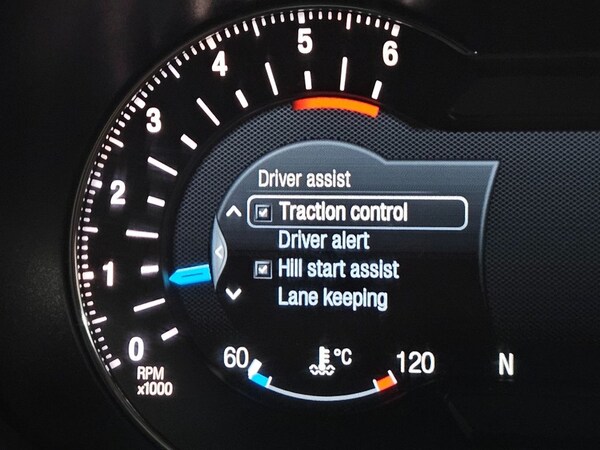 6
5
4
3
2
1
0
RPM
x1000
Driver assist
Traction control
Driver alert
Hill start assist
Lane keeping
60 °C 120
N